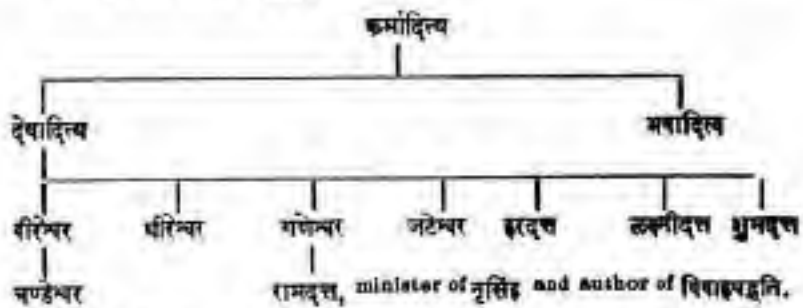 कर्मादित्य
देवादित्य भवादित्य
वीरेश्वर धीरेश्वर गणेश्वर जटेश्वर हरदत्त लक्ष्मीदत्त शुभदत्त
चण्डेश्वर रामदत्त, minister of नृसिंह and author of विवाहपद्धति.